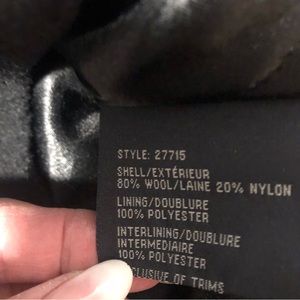 STYLE: 27715
SHELL/EXTÉRIEUR
80% WOOL/LAINE 20% NYLON
LINING/DOUBLURE
100% POLYESTER
INTERLINING/DOUBLURE
INTERMEDIAIRE
100% POLYESTER
OF TRIMS